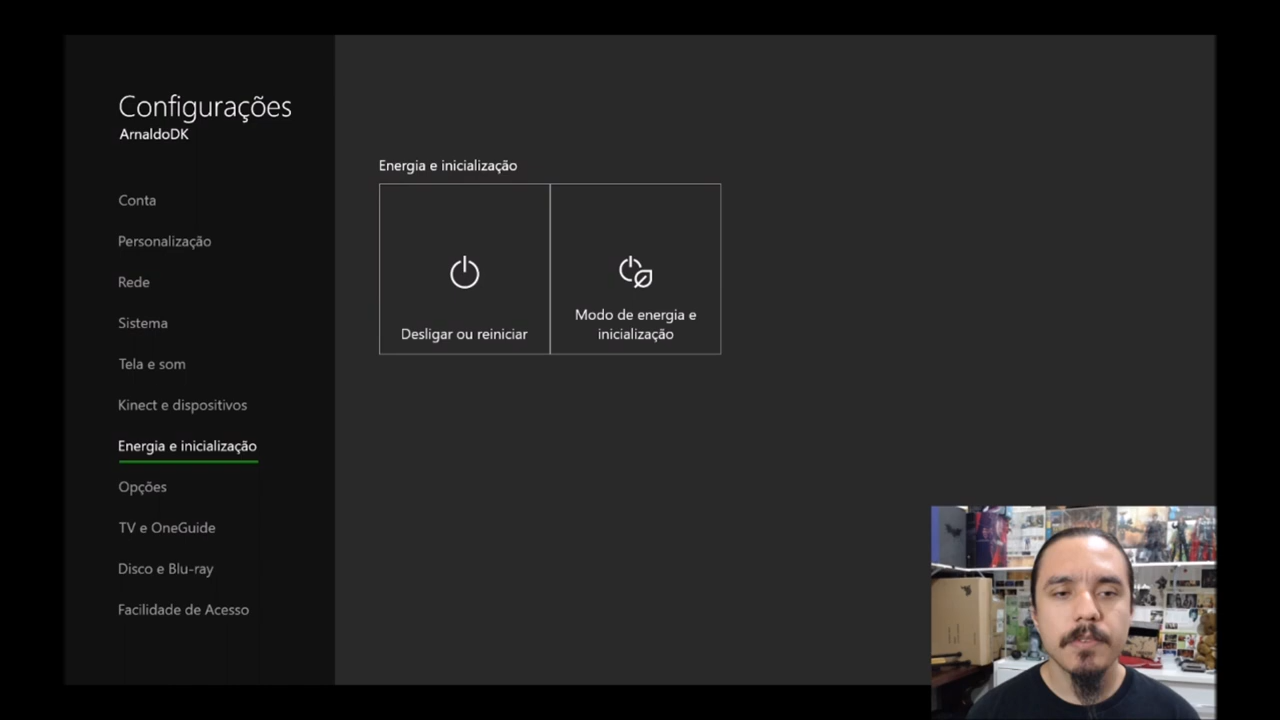 Configurações
ArnaldoDK
Conta
Personalização
Rede
Sistema
Tela e som
Kinect e dispositivos
Energia e inicialização
Opções
TV e OneGuide
Disco e Blu-ray
Facilidade de Acesso
Energia e inicialização
Desligar ou reiniciar
Modo de energia e
inicialização